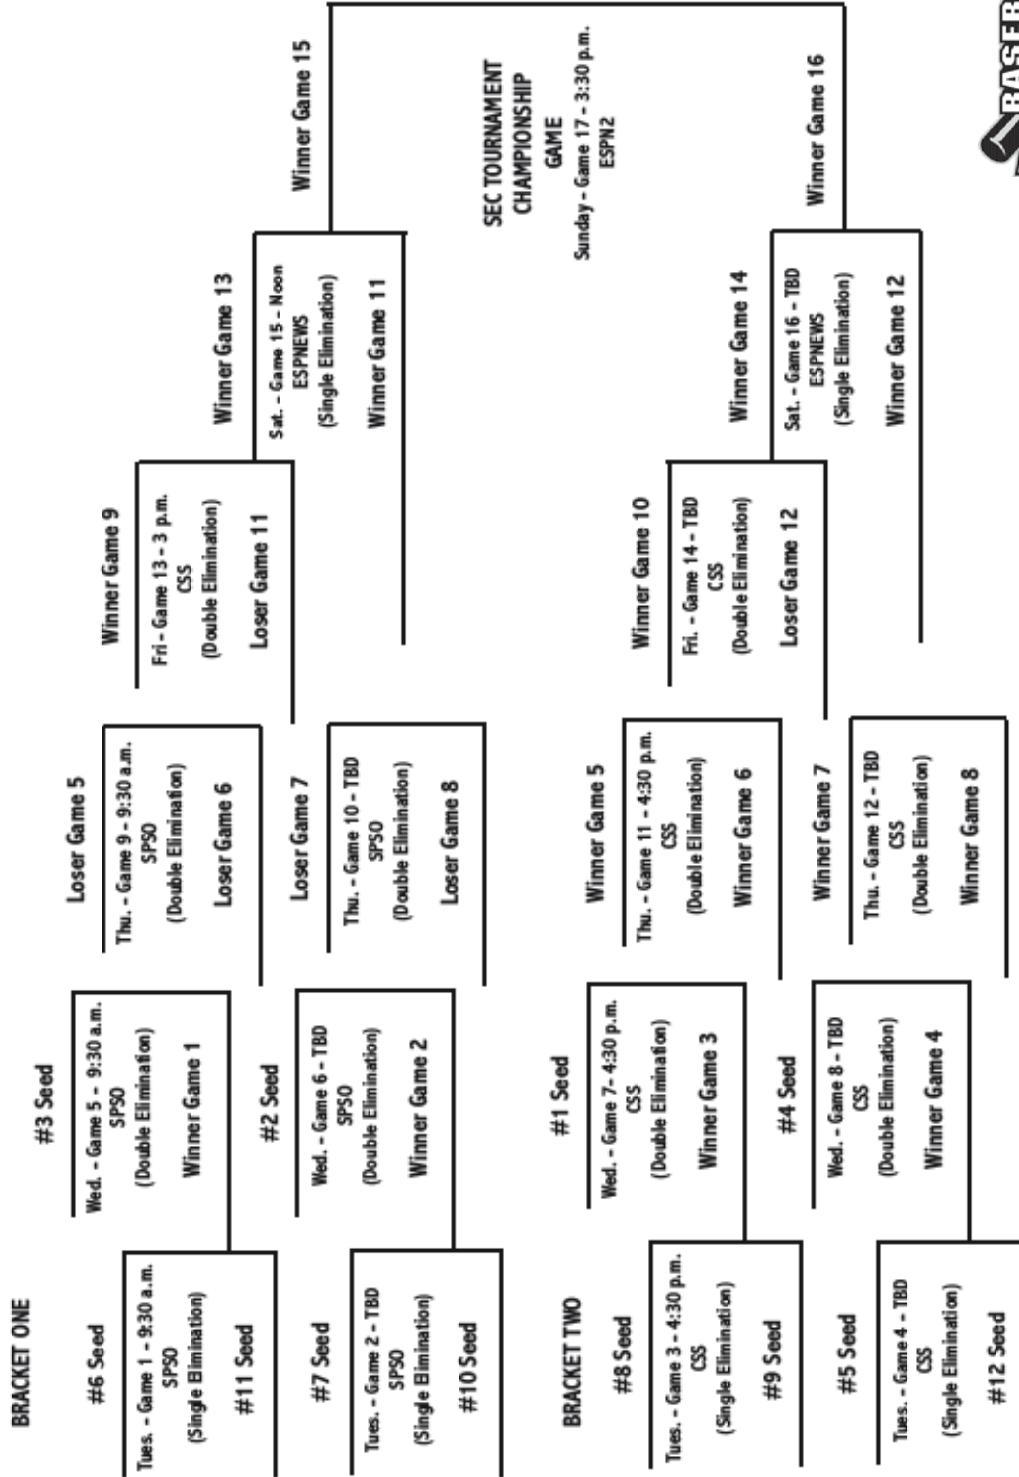 BRACKET ONE
#6 Seed
Tues. – Game 1 – 9:30 a.m.
SPSO
(Single Elimination)
#11 Seed
#7 Seed
Tues. – Game 2 – TBD
SPSO
(Single Elimination)
#10 Seed
#3 Seed
Wed. – Game 5 – 9:30 a.m.
SPSO
(Double Elimination)
Winner Game 1
#2 Seed
Wed. – Game 6 – TBD
SPSO
(Double Elimination)
Winner Game 2
Loser Game 5
Thu. – Game 9 – 9:30 a.m.
SPSO
(Double Elimination)
Loser Game 6
Loser Game 7
Thu. – Game 10 – TBD
SPSO
(Double Elimination)
Loser Game 8
Winner Game 9
Fri – Game 13 – 3 p.m.
CSS
(Double Elimination)
Loser Game 11
Winner Game 13
Sat. – Game 15 – Noon
ESPNEWS
(Single Elimination)
Winner Game 11
Winner Game 15
SEC TOURNAMENT
CHAMPIONSHIP
GAME
Sunday – Game 17 – 3:30 p.m.
ESPN2
BRACKET TWO
#8 Seed
Tues. – Game 3 – 4:30 p.m.
CSS
(Single Elimination)
#9 Seed
#5 Seed
Tues. – Game 4 – TBD
CSS
(Single Elimination)
#12 Seed
#1 Seed
Wed. – Game 7– 4:30 p.m.
CSS
(Double Elimination)
Winner Game 3
#4 Seed
Wed. – Game 8 – TBD
CSS
(Double Elimination)
Winner Game 4
Winner Game 5
Thu. – Game 11 – 4:30 p.m.
CSS
(Double Elimination)
Winner Game 6
Winner Game 7
Thu. – Game 12 – TBD
CSS
(Double Elimination)
Winner Game 8
Winner Game 10
Fri. – Game 14 – TBD
CSS
(Double Elimination)
Loser Game 12
Winner Game 14
Sat. – Game 16 – TBD
ESPNEWS
(Single Elimination)
Winner Game 12
Winner Game 16